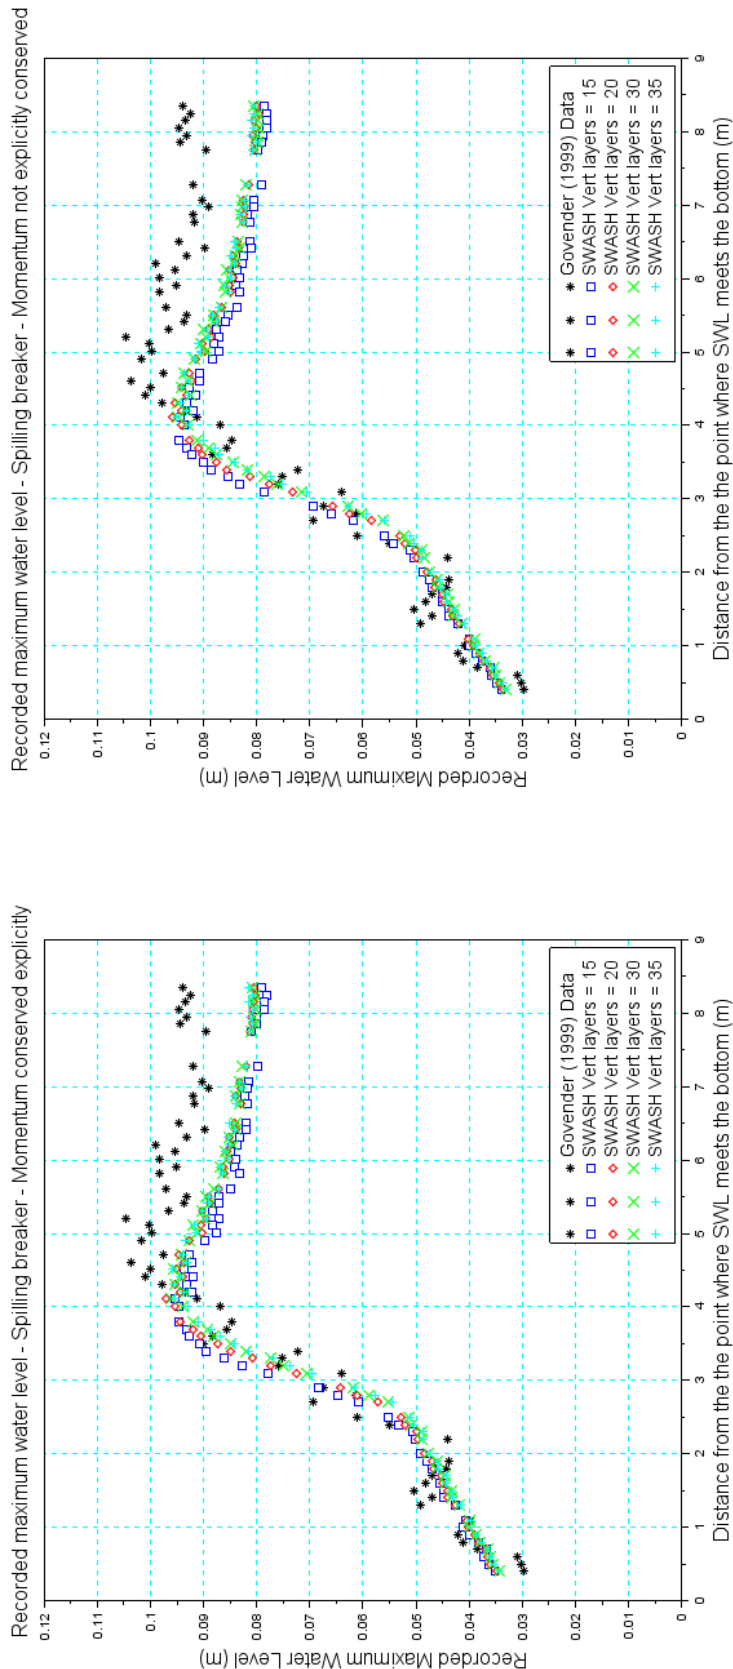 Recorded maximum water level - Spilling breaker - Momentum conserved explicity
0.12
0.11
0.1
0.09
0.08
0.07
0.06
0.05
0.04
0.03
0.02
0.01
0
Recorded Maximum Water Level (m)
0
1
2
3
4
5
6
7
8
9
Distance from the the point where SWL meets the bottom (m)
Govender (1999) Data
SWASH Vert layers = 15
SWASH Vert layers = 20
SWASH Vert layers = 30
SWASH Vert layers = 35
Recorded maximum water level - Spilling breaker - Momentum not explicitly conserved
0.12
0.11
0.1
0.09
0.08
0.07
0.06
0.05
0.04
0.03
0.02
0.01
0
Recorded Maximum Water Level (m)
0
1
2
3
4
5
6
7
8
9
Distance from the the point where SWL meets the bottom (m)
Govender (1999) Data
SWASH Vert layers = 15
SWASH Vert layers = 20
SWASH Vert layers = 30
SWASH Vert layers = 35